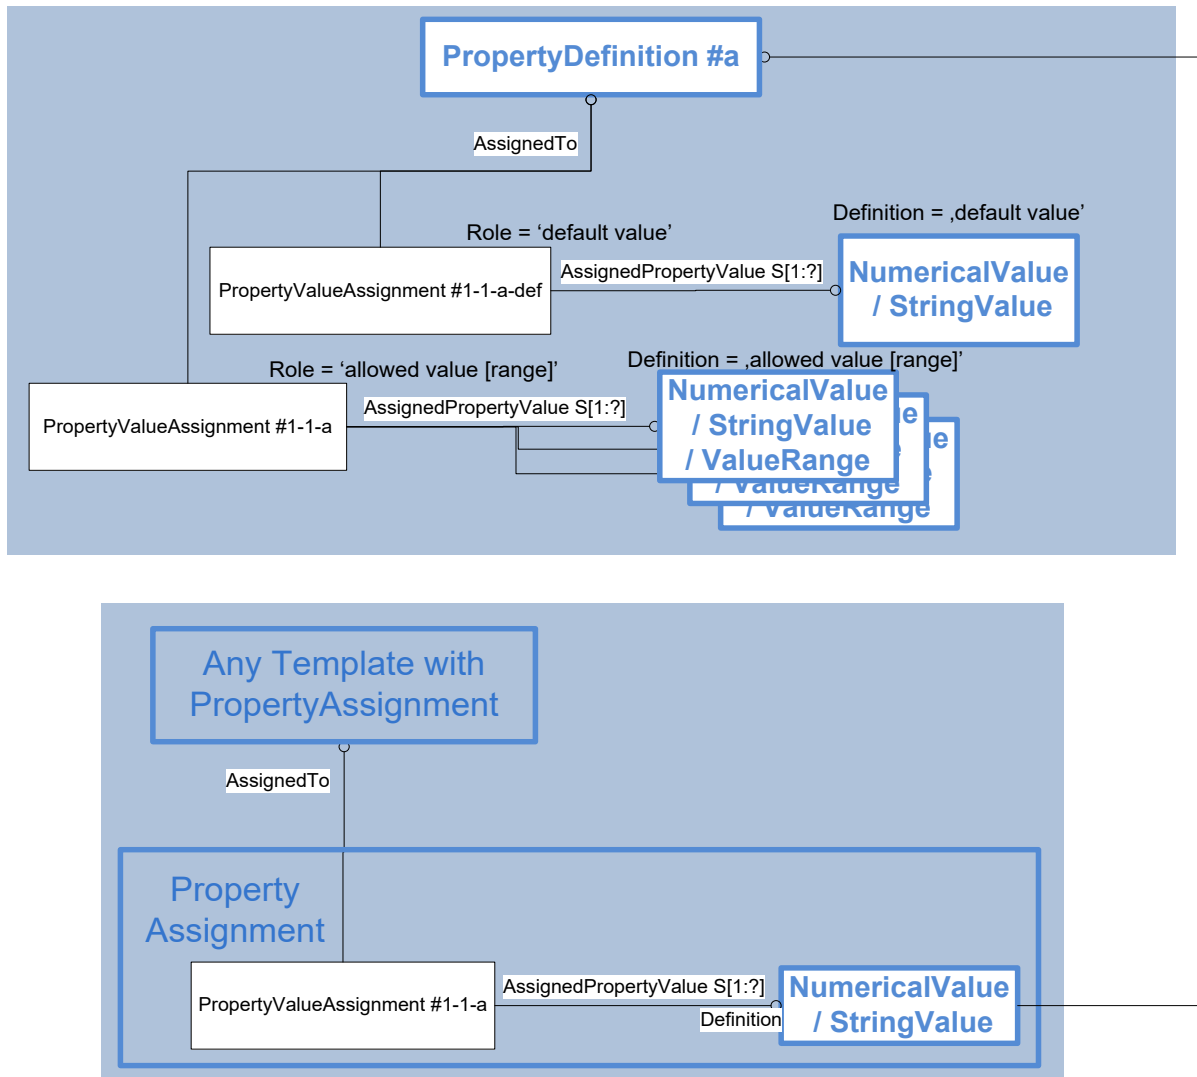 PropertyDefinition #a
AssignedTo
Definition = ‚default value’
Role = ‘default value’
AssignedPropertyValue S[1:?]
PropertyValueAssignment #1-1-a-def
NumericalValue
/ StringValue
Role = ‘allowed value [range]’
Definition = ‚allowed value [range]’
AssignedPropertyValue S[1:?]
PropertyValueAssignment #1-1-a
NumericalValue
/ StringValue
/ ValueRange
/ ValueRange
/ ValueRange
Any Template with
PropertyAssignment
AssignedTo
Property
Assignment
PropertyValueAssignment #1-1-a
AssignedPropertyValue S[1:?]
Definition
NumericalValue
/ StringValue